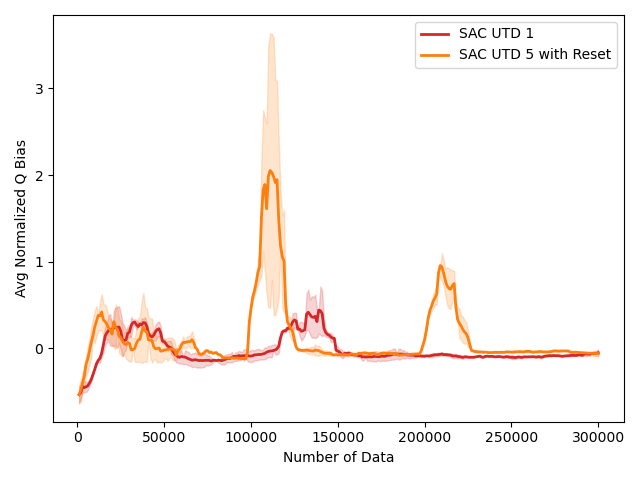 SAC UTD 1
SAC UTD 5 with Reset
Avg Normalized Q Bias
3
2
1
0
0 50000 100000 150000 200000 250000 300000
Number of Data